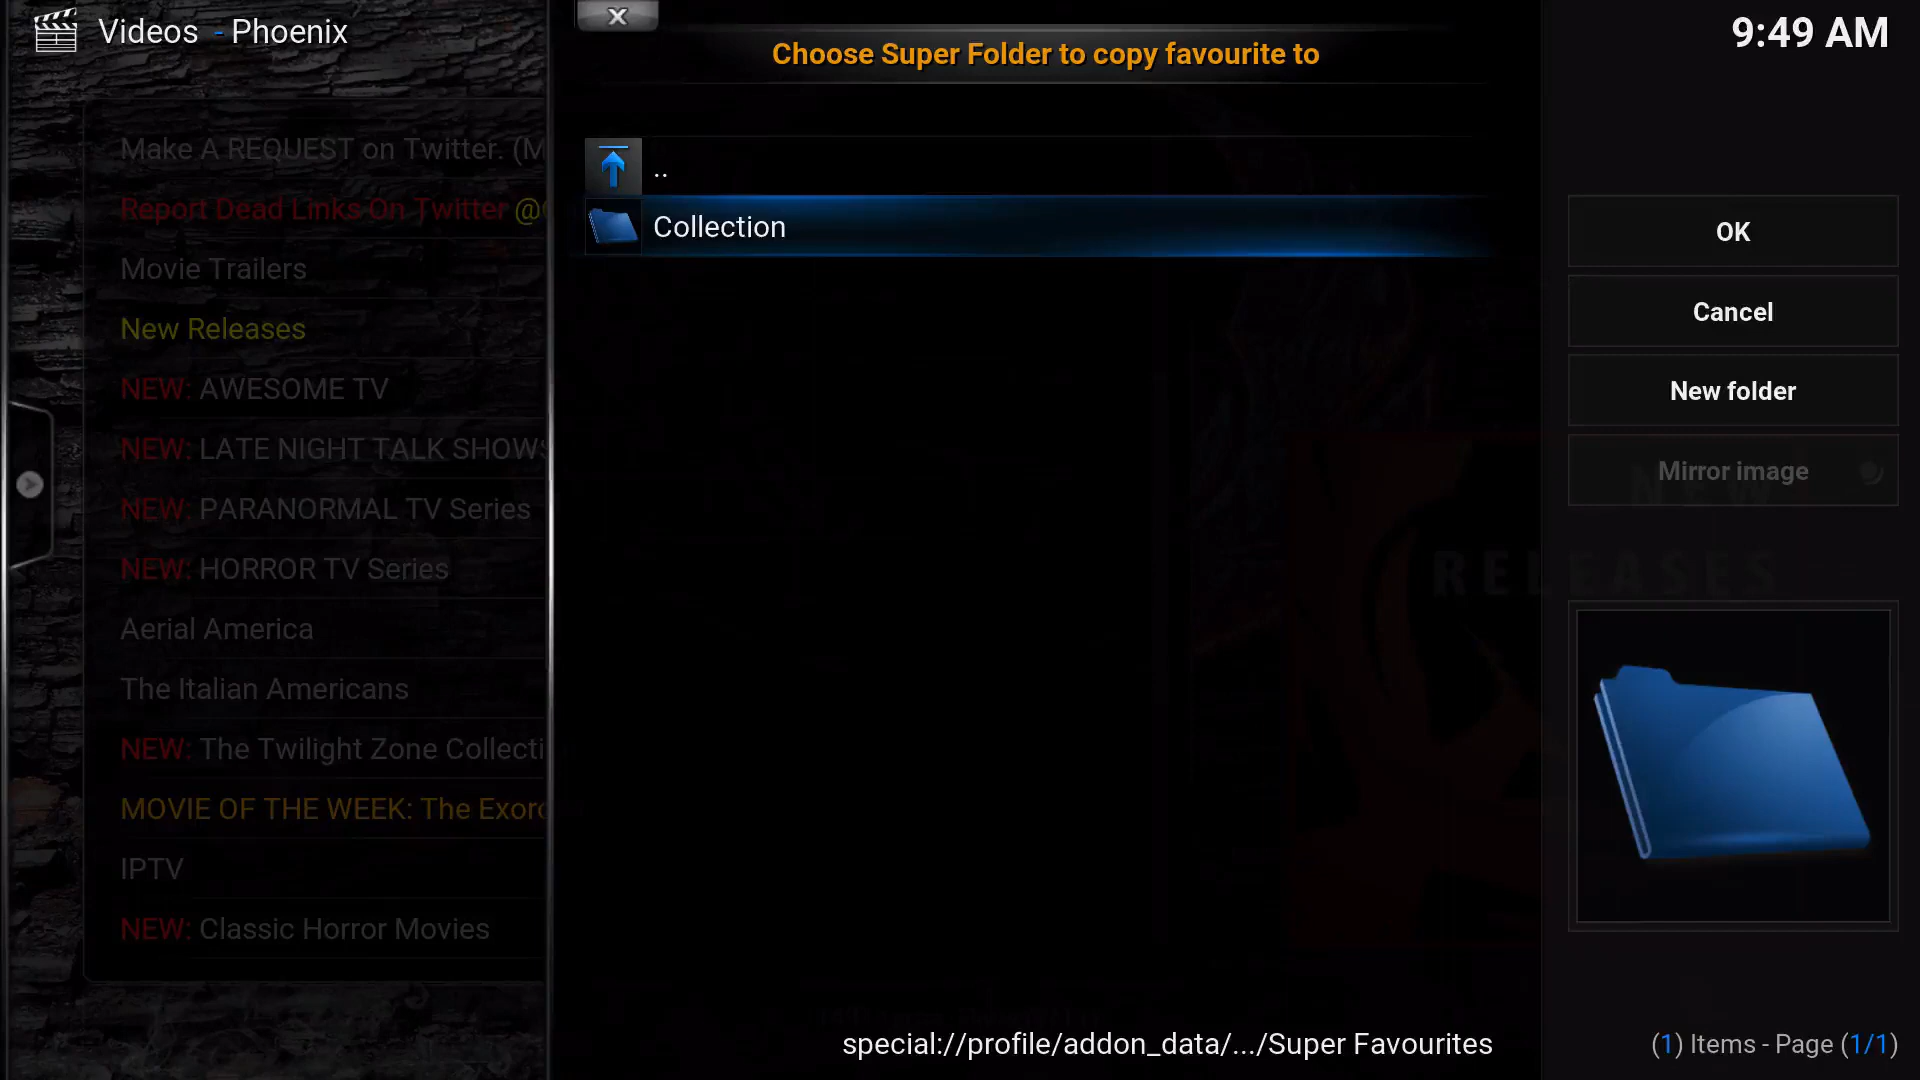 Videos - Phoenix
X
Choose Super Folder to copy favourite to
9:49 AM
Make A REQUEST on Twitter. (M
Report Dead Links On Twitter @
Movie Trailers
New Releases
NEW: AWESOME TV
NEW: LATE NIGHT TALK SHOWS
NEW: PARANORMAL TV Series
NEW: HORROR TV Series
Aerial America
The Italian Americans
NEW: The Twilight Zone Collecti
MOVIE OF THE WEEK: The Exorc
IPTV
NEW: Classic Horror Movies
..
Collection
OK
Cancel
New folder
Mirror image
NEW
RELEASES
special://profile/addon_data/.../Super Favourites
(1) Items - Page (1/1)